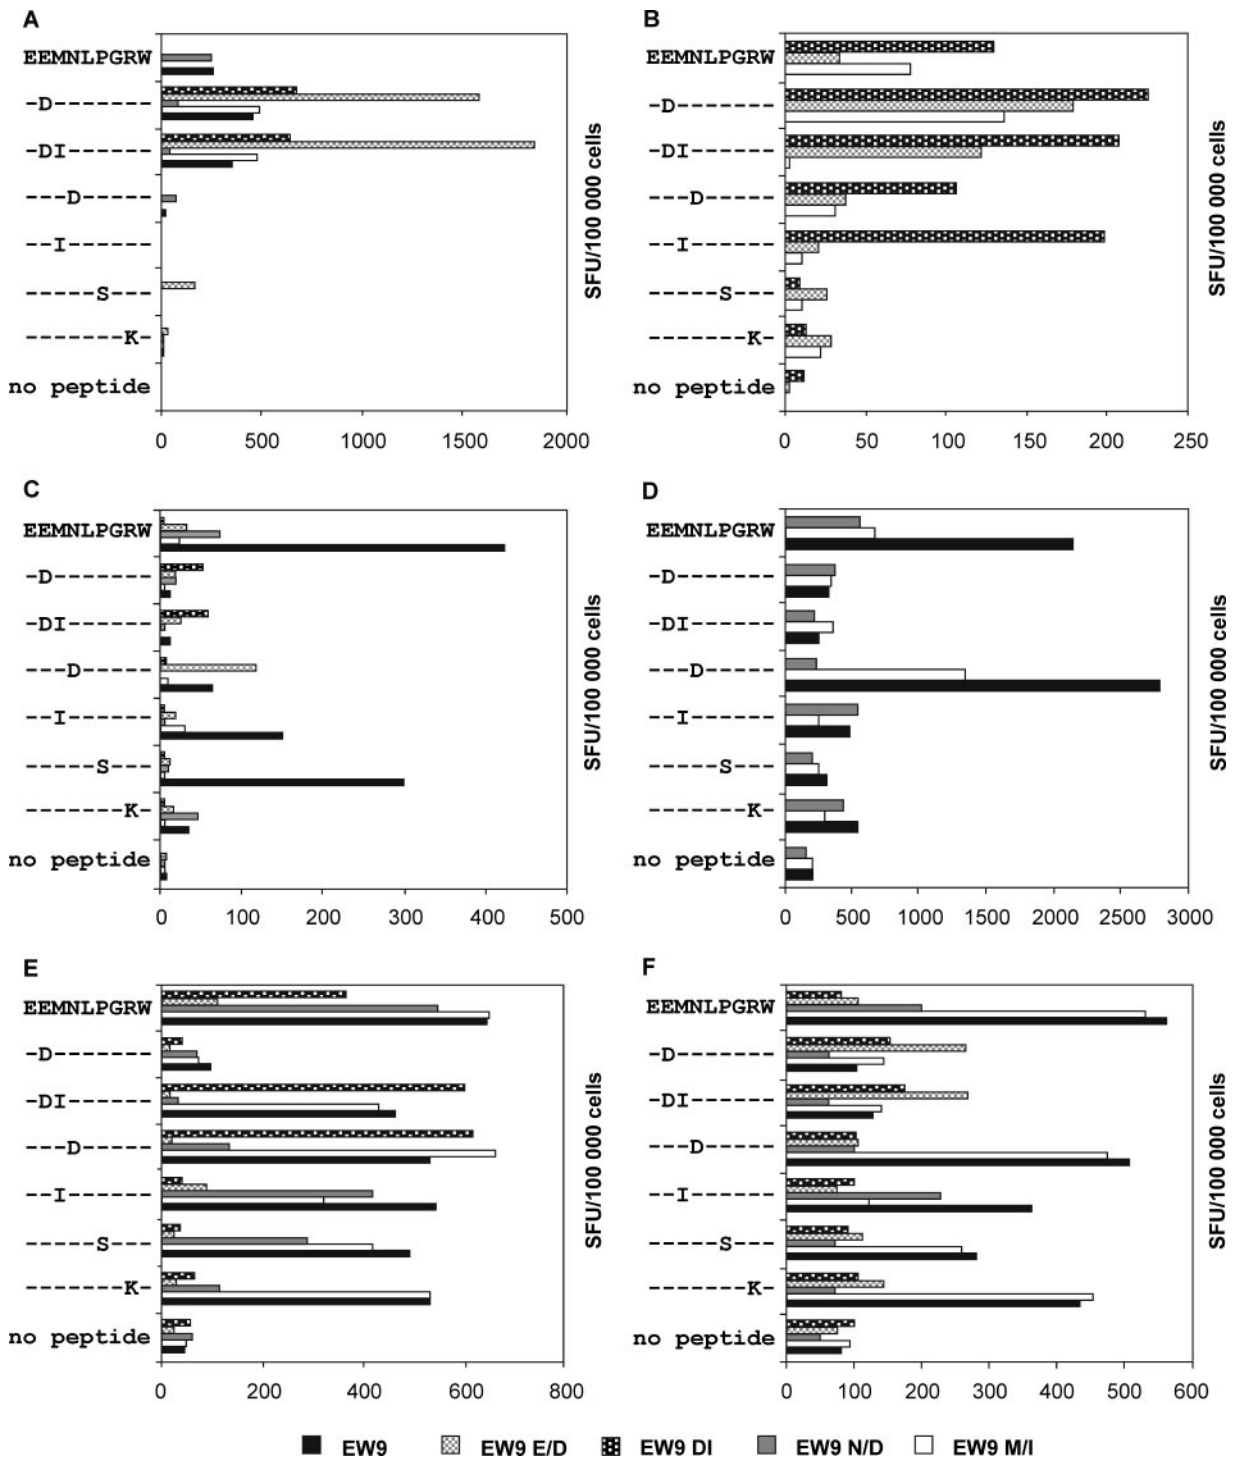 A
EEMNLPGRW
-D-------
-DI------
---D-----
--I------
-----S---
-------K-
no peptide
0 500 1000 1500 2000
SFU/100 000 cells
B
EEMNLPGRW
-D-------
-DI------
---D-----
--I------
-----S---
-------K-
no peptide
0 50 100 150 200 250
SFU/100 000 cells
C
EEMNLPGRW
-D-------
-DI------
---D-----
--I------
-----S---
-------K-
no peptide
0 100 200 300 400 500
SFU/100 000 cells
D
EEMNLPGRW
-D-------
-DI------
---D-----
--I------
-----S---
-------K-
no peptide
0 500 1000 1500 2000 2500 3000
SFU/100 000 cells
E
EEMNLPGRW
-D-------
-DI------
---D-----
--I------
-----S---
-------K-
no peptide
0 200 400 600 800
SFU/100 000 cells
F
EEMNLPGRW
-D-------
-DI------
---D-----
--I------
-----S---
-------K-
no peptide
0 100 200 300 400 500 600
SFU/100 000 cells
EW9 EW9 E/D EW9 DI EW9 N/D EW9 M/I